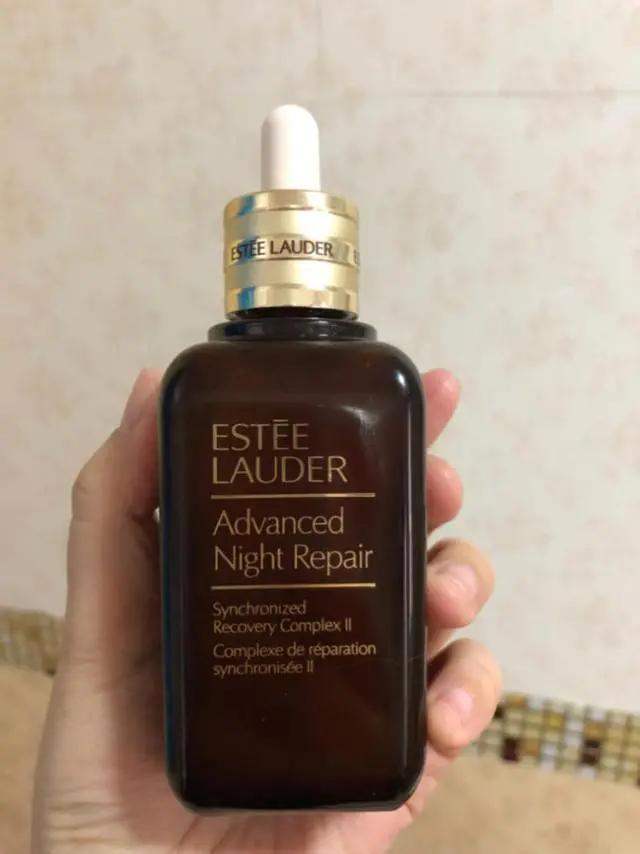 ESTĒE LAUDER
ESTĒE
LAUDER
Advanced
Night Repair
Synchronized
Recovery Complex II
Complexe de réparation
synchronisée II